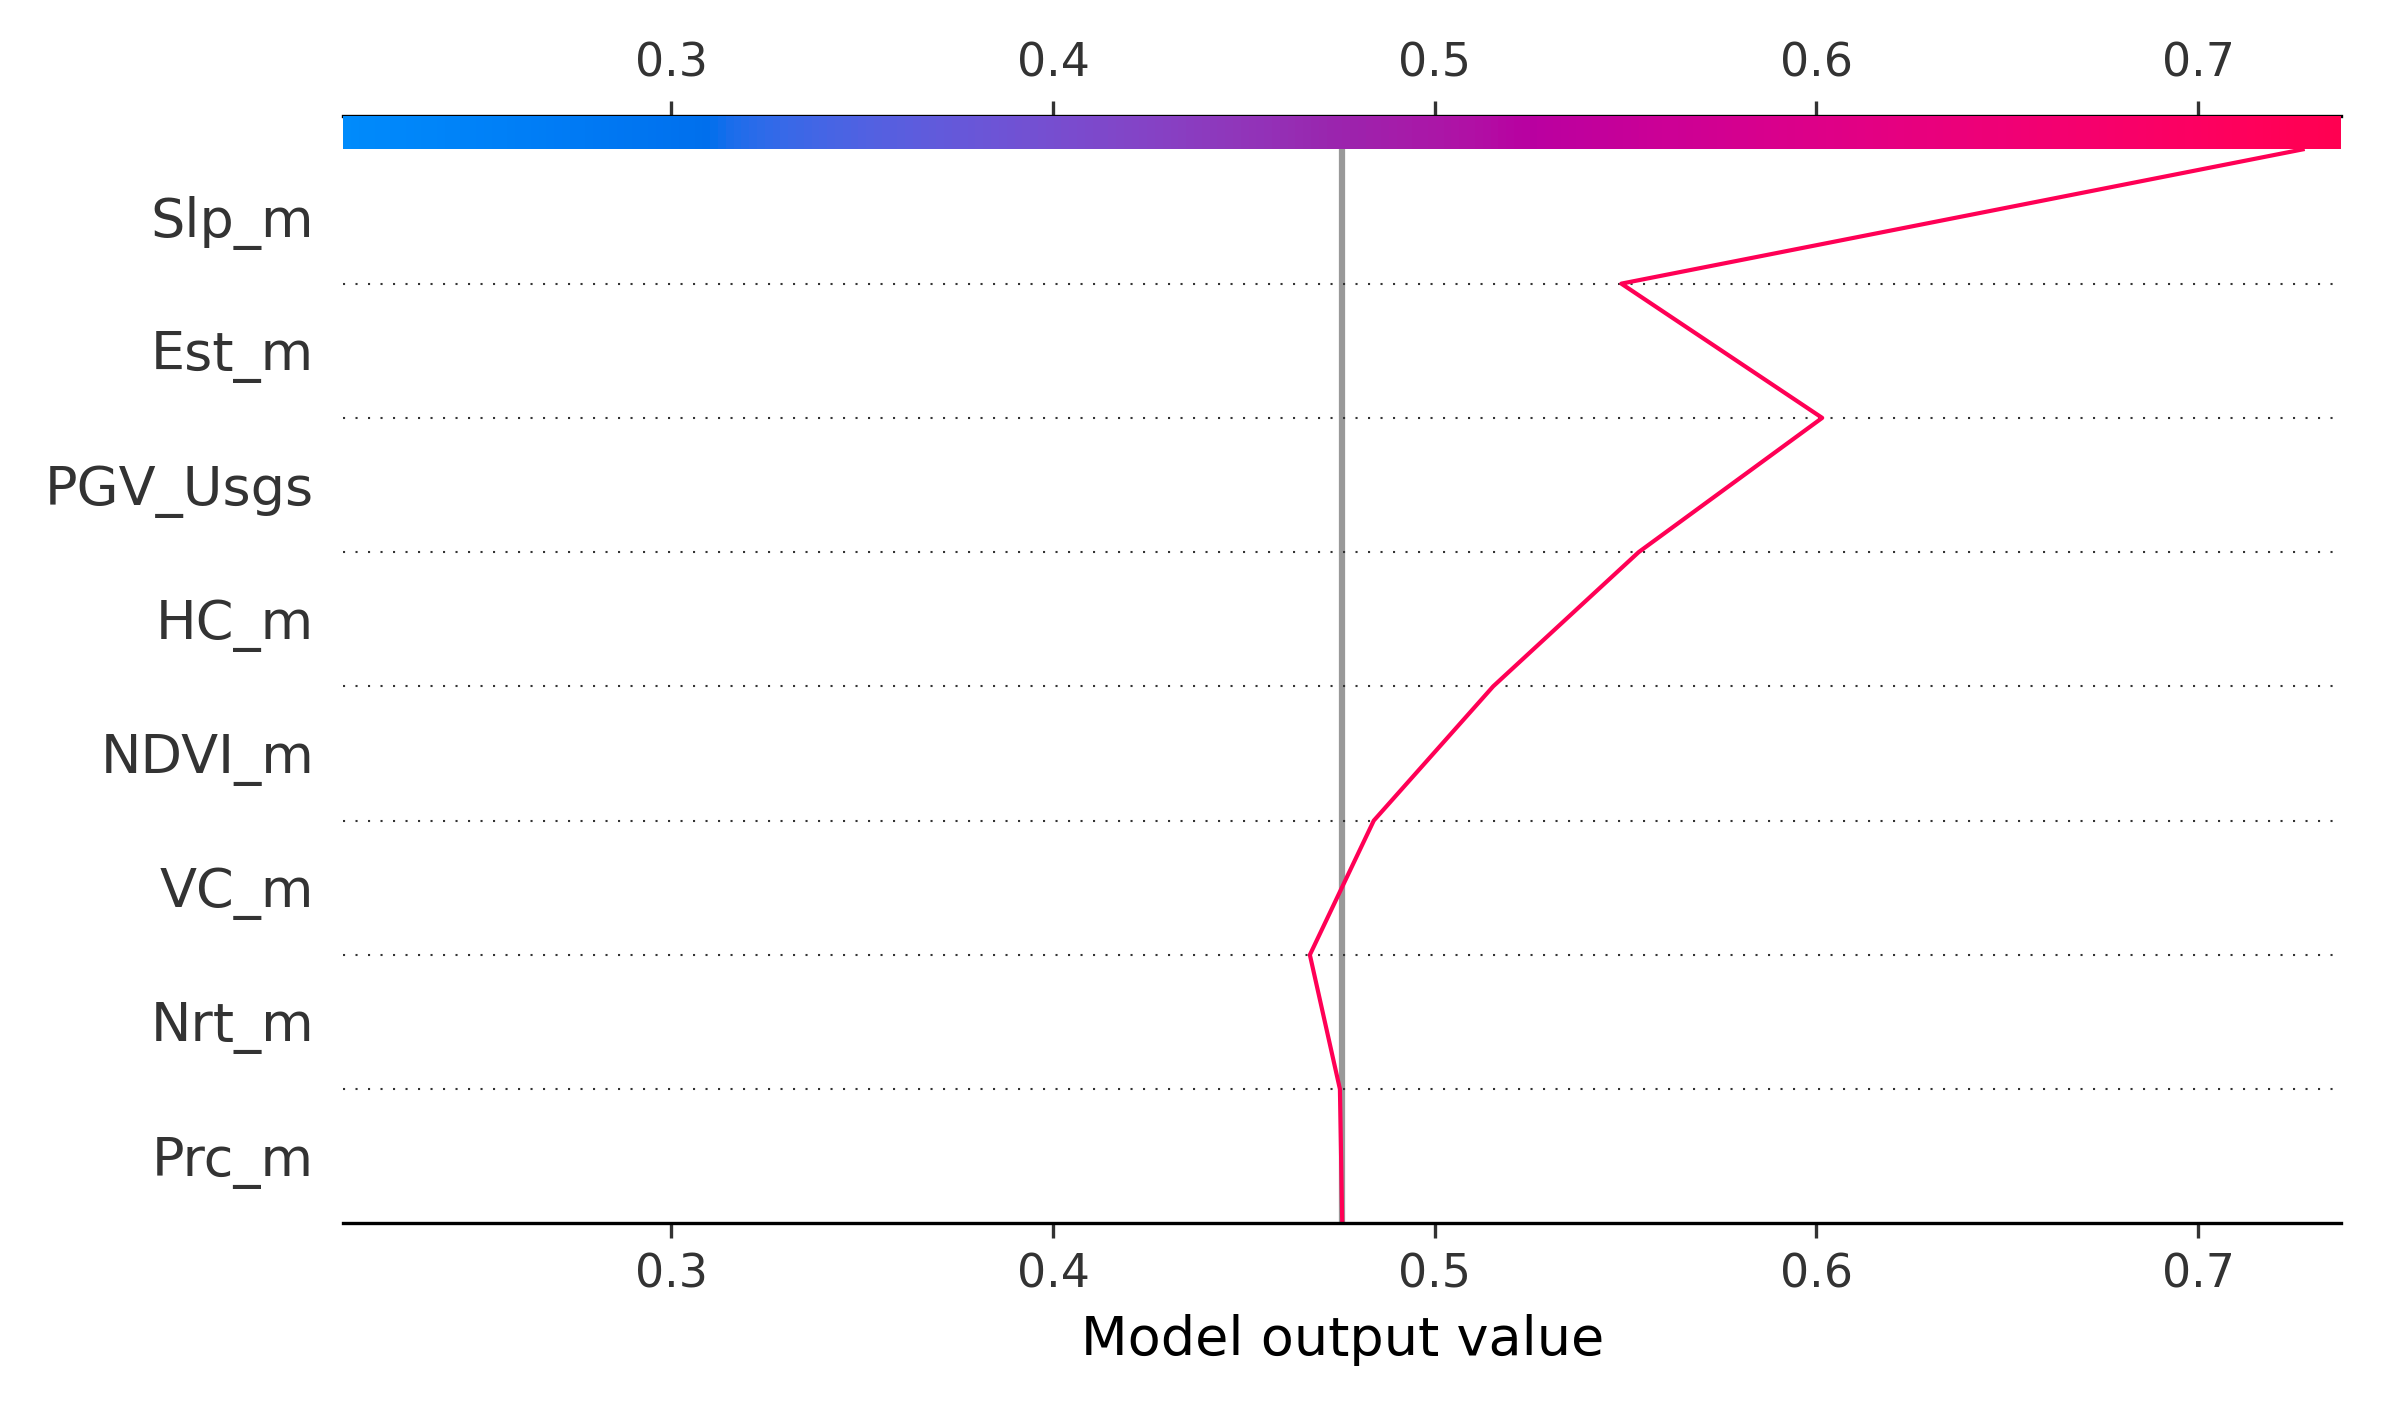 0.3 0.4 0.5 0.6 0.7
Slp_m
Est_m
PGV_Usgs
HC_m
NDVI_m
VC_m
Nrt_m
Prc_m
0.3 0.4 0.5 0.6 0.7
Model output value